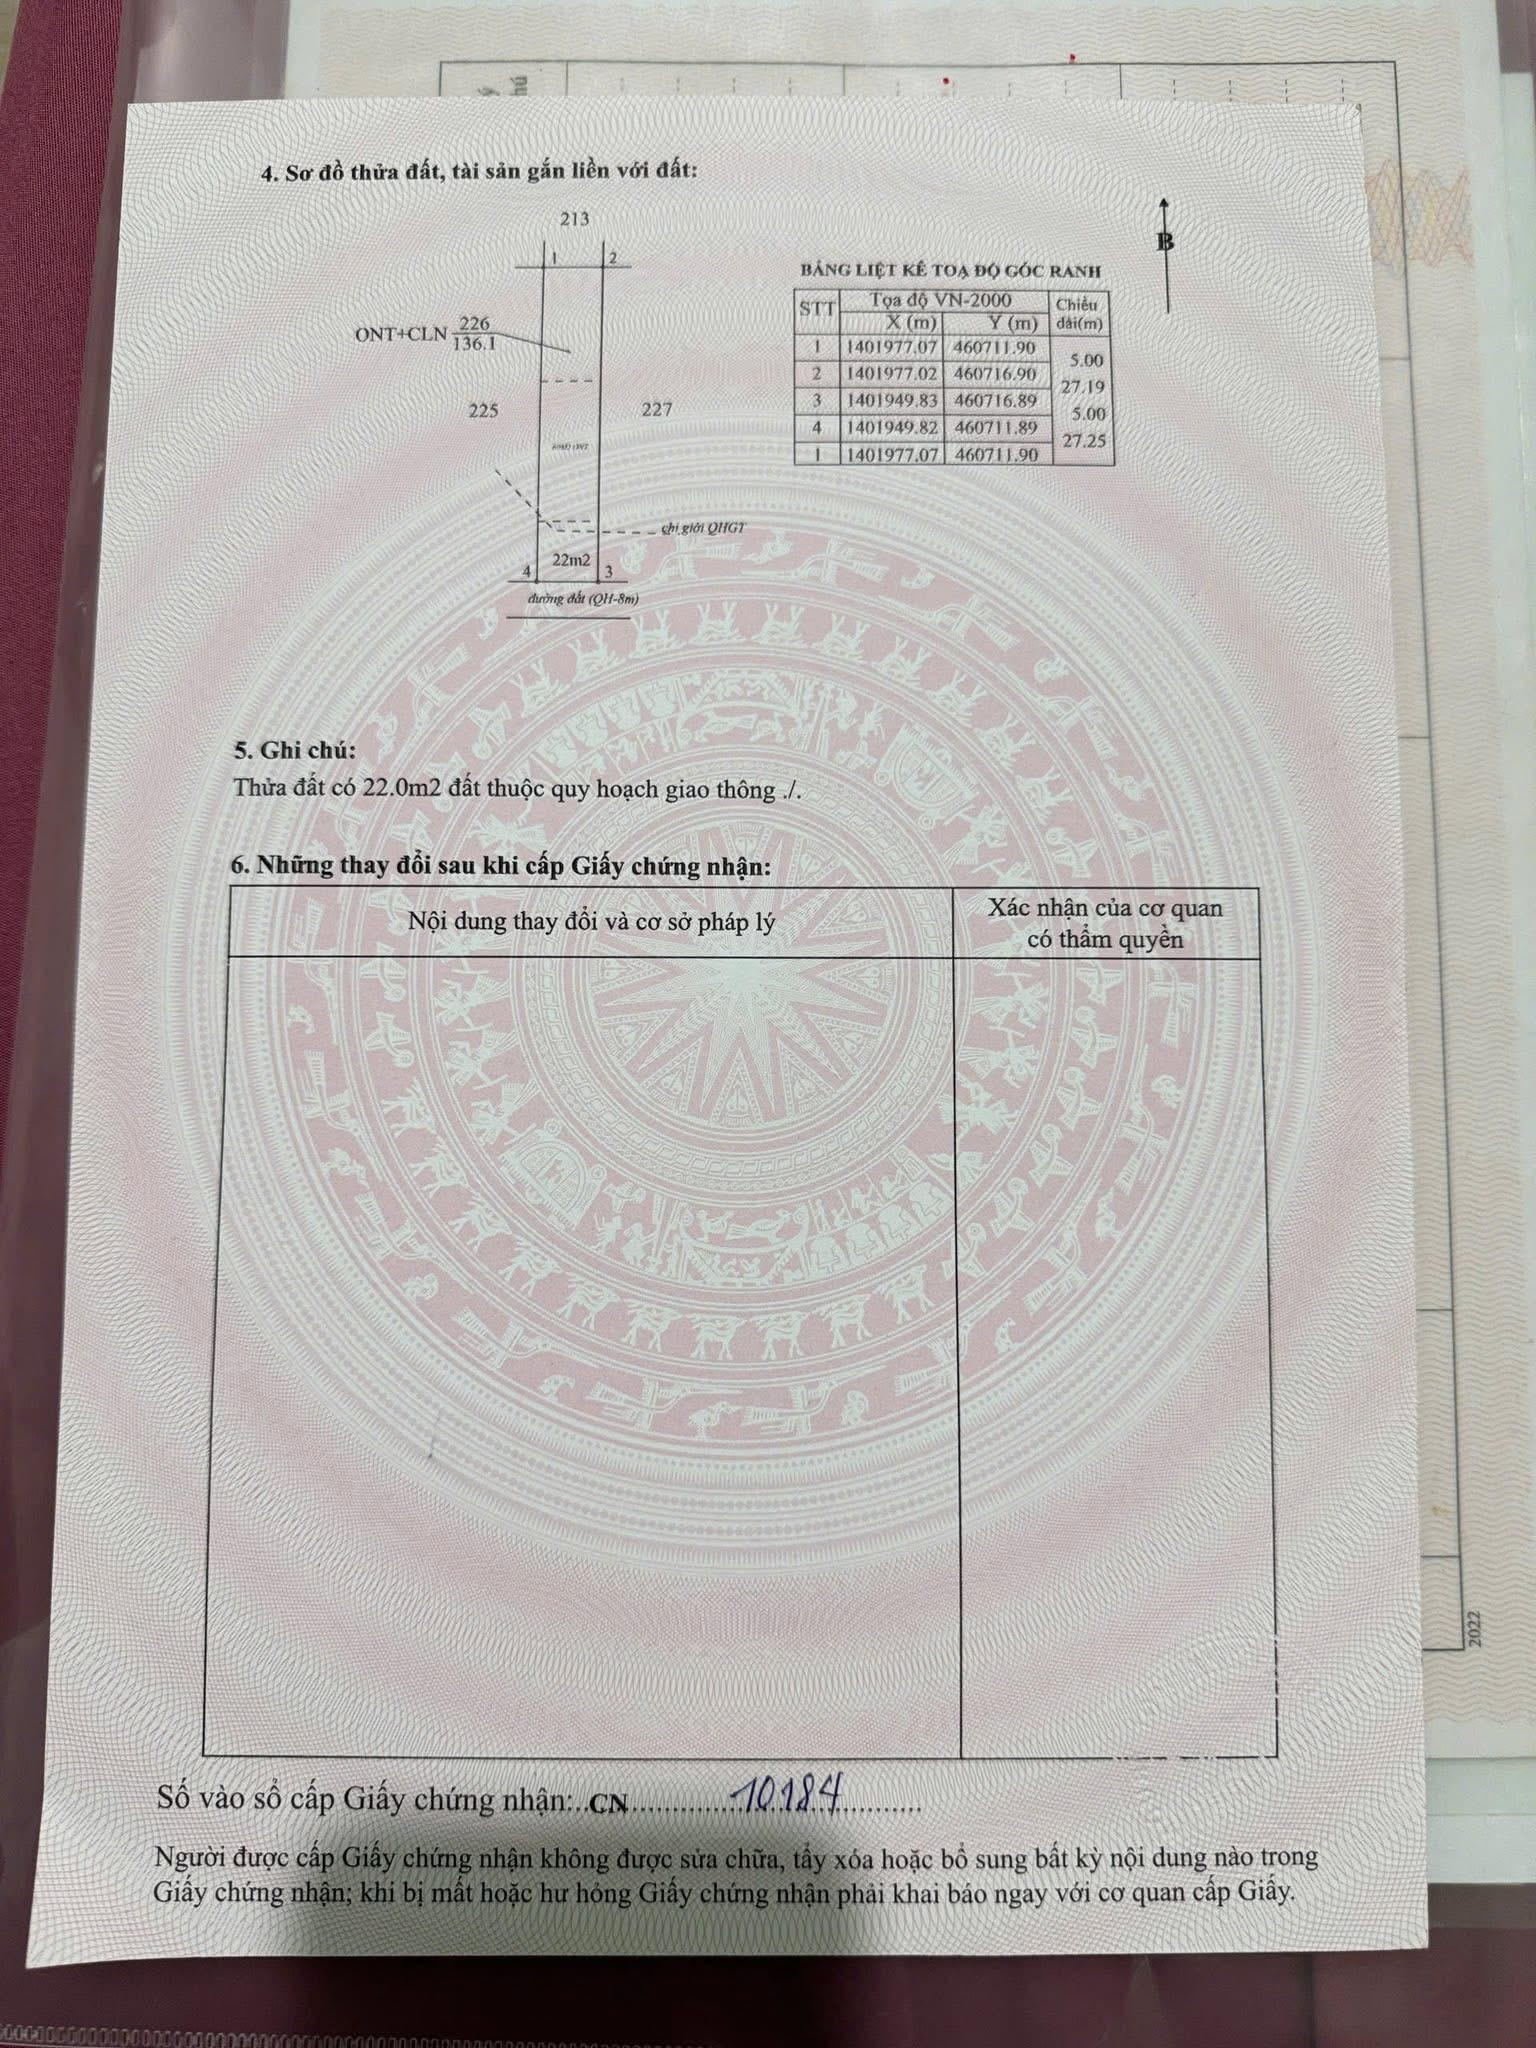 4. Sơ đồ thửa đất, tài sản gắn liền với đất:
213
1 2
B
ONT+CLN 226
136.1
225
227
chỉ giới QHGT
22m2
4 3
đường đất (QH-8m)
BẢNG LIỆT KÊ TOẠ ĐỘ GÓC RANH
STT Tọa độ VN-2000 Chiều dài(m)
X (m) Y (m)
1 1401977.07 460711.90
5.00
2 1401977.02 460716.90
27.19
3 1401949.83 460716.89
5.00
4 1401949.82 460711.89
27.25
1 1401977.07 460711.90
5. Ghi chú:
Thửa đất có 22.0m2 đất thuộc quy hoạch giao thông ./.
6. Những thay đổi sau khi cấp Giấy chứng nhận:
Nội dung thay đổi và cơ sở pháp lý
Xác nhận của cơ quan
có thẩm quyền
Số vào sổ cấp Giấy chứng nhận:..CN..............10184............
Người được cấp Giấy chứng nhận không được sửa chữa, tẩy xóa hoặc bổ sung bất kỳ nội dung nào trong
Giấy chứng nhận; khi bị mất hoặc hư hỏng Giấy chứng nhận phải khai báo ngay với cơ quan cấp Giấy.
2022